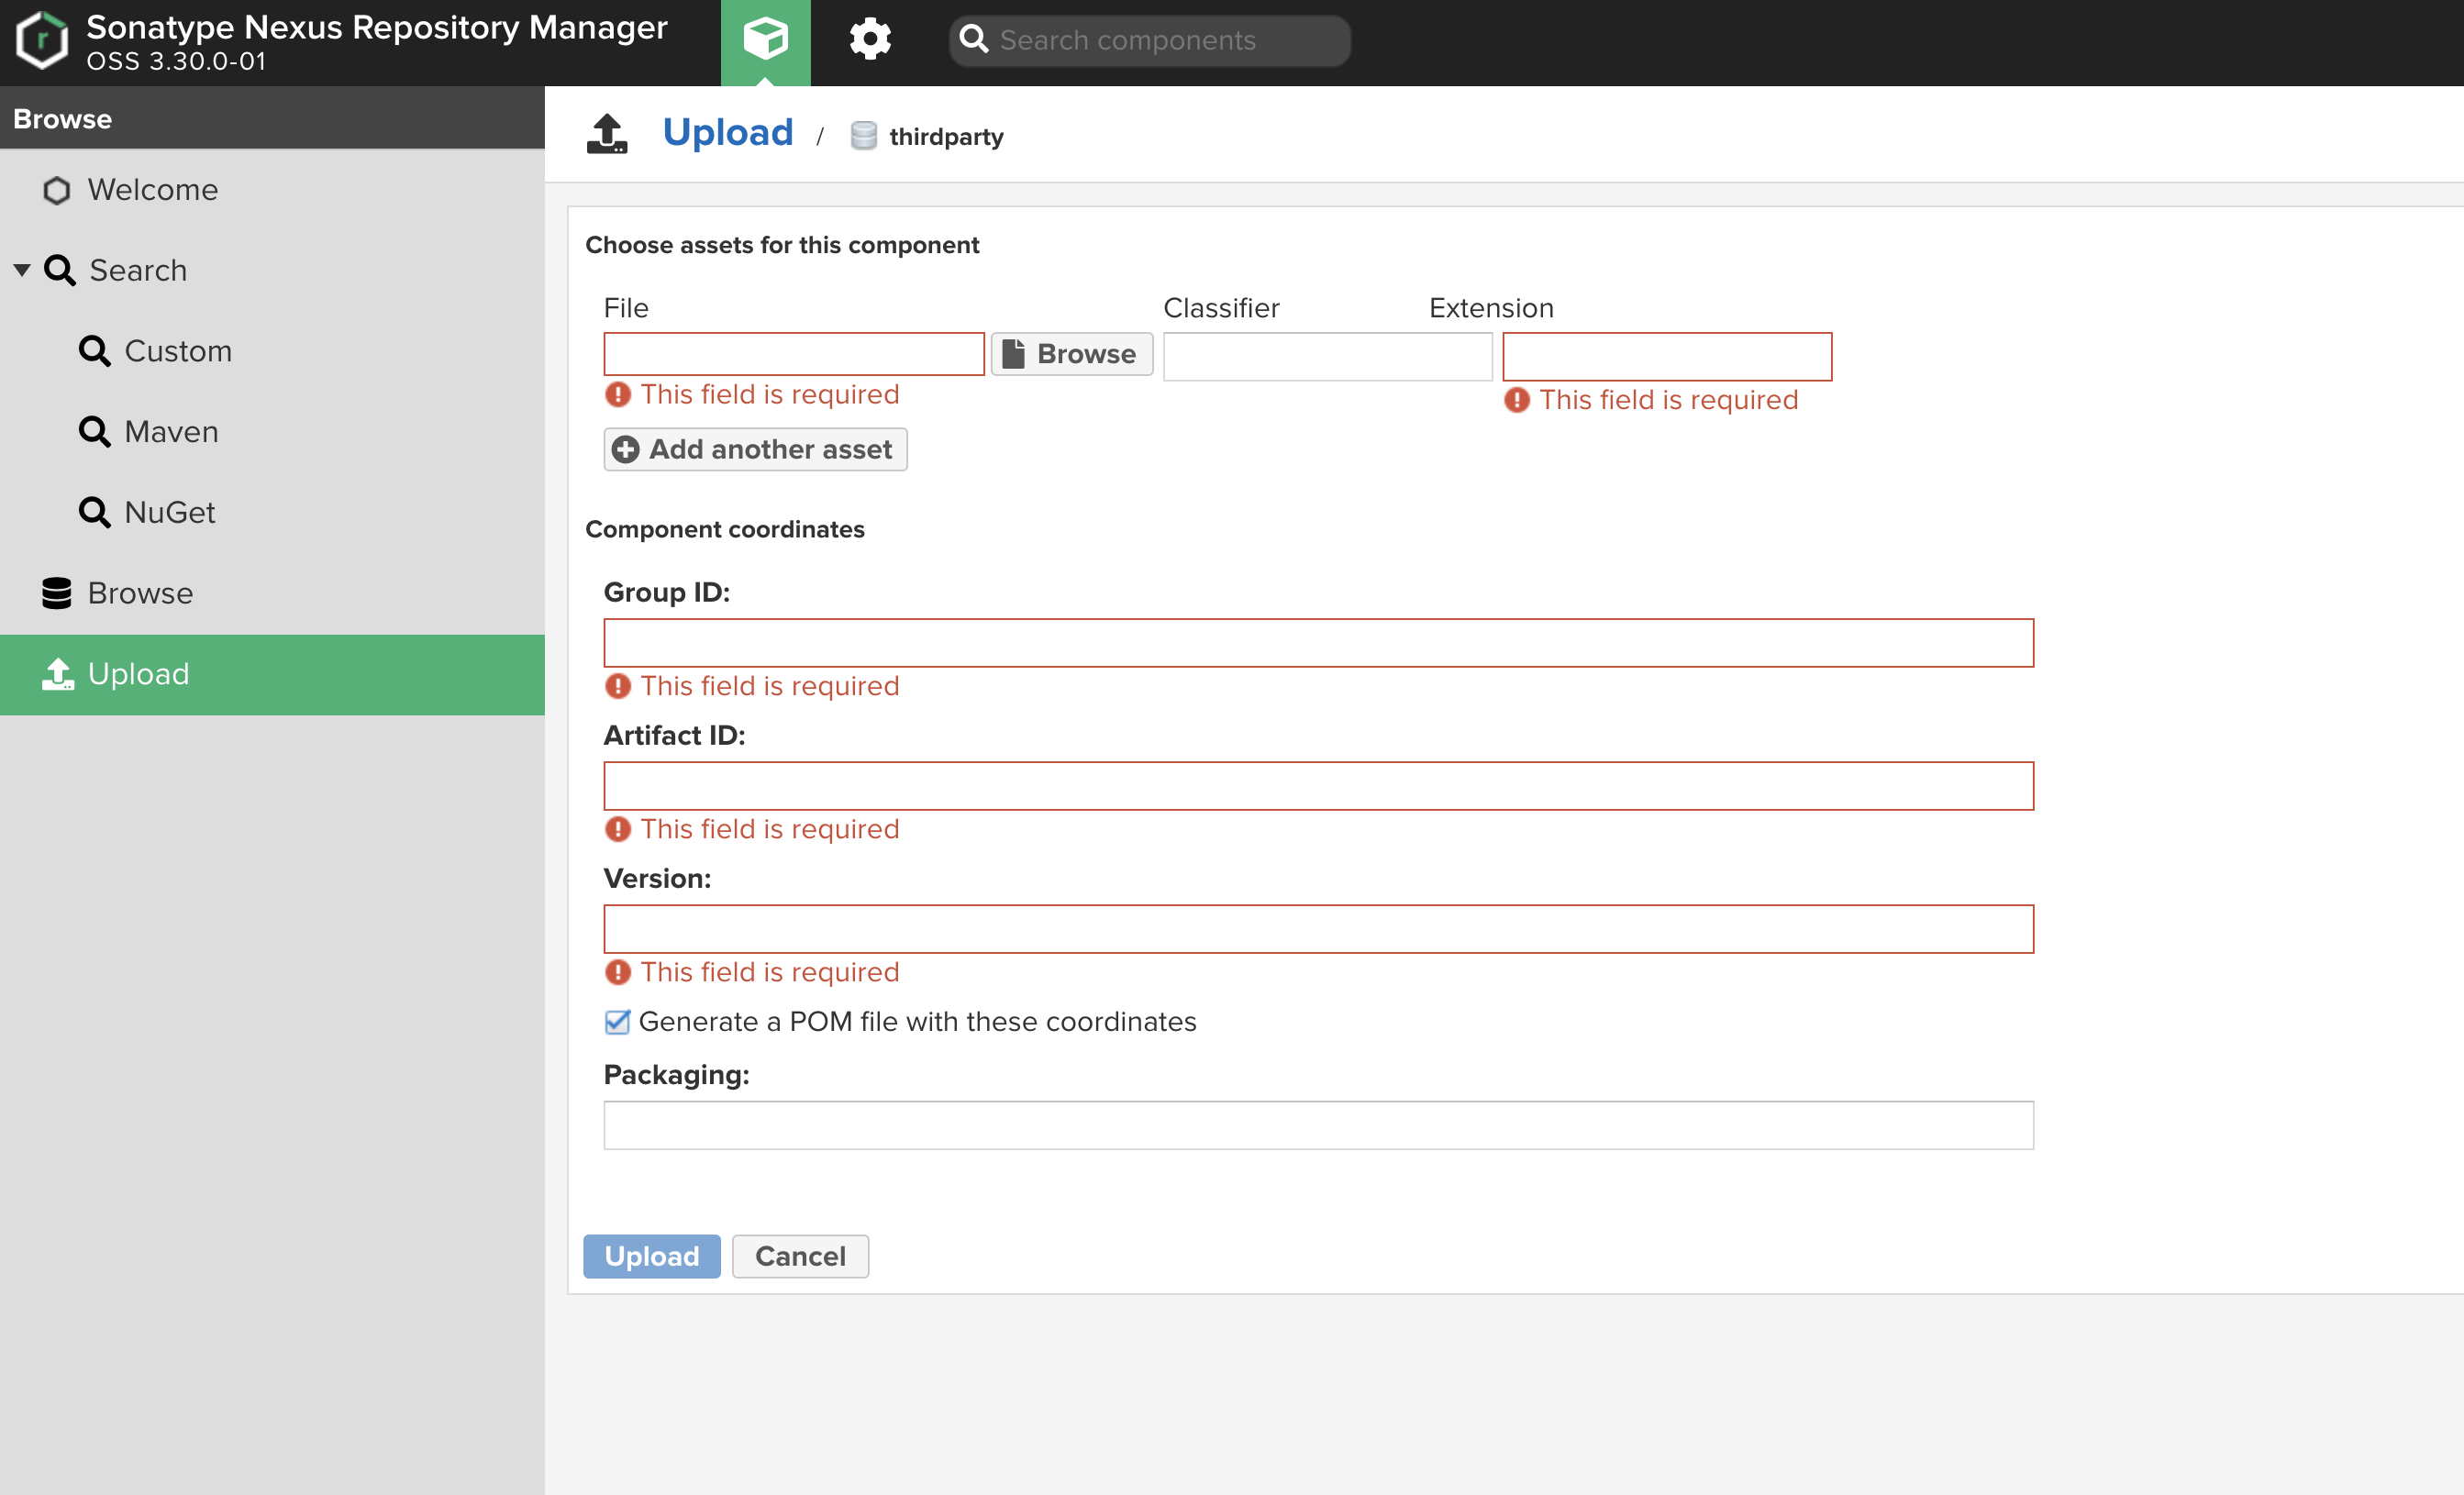 Sonatype Nexus Repository Manager
OSS 3.30.0-01
Search components
Browse
Welcome
Search
Custom
Maven
NuGet
Browse
Upload
Upload / thirdparty
Choose assets for this component
File Classifier Extension
Browse
This field is required This field is required
Add another asset
Component coordinates
Group ID:
This field is required
Artifact ID:
This field is required
Version:
This field is required
Generate a POM file with these coordinates
Packaging:
Upload Cancel